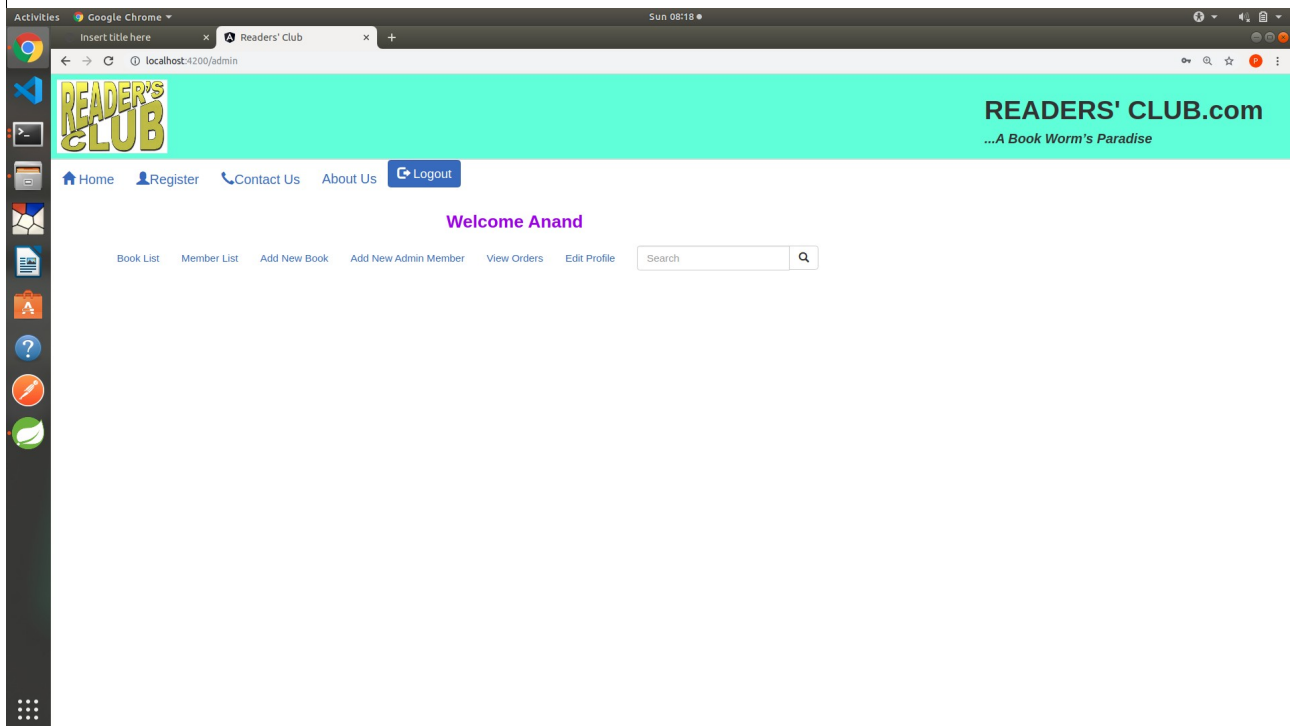 Activities Google Chrome Sun 08:18
Insert title here Readers' Club
localhost:4200/admin
READER'S
CLUB
READERS' CLUB.com
...A Book Worm's Paradise
Home Register Contact Us About Us Logout
Welcome Anand
Book List Member List Add New Book Add New Admin Member View Orders Edit Profile Search